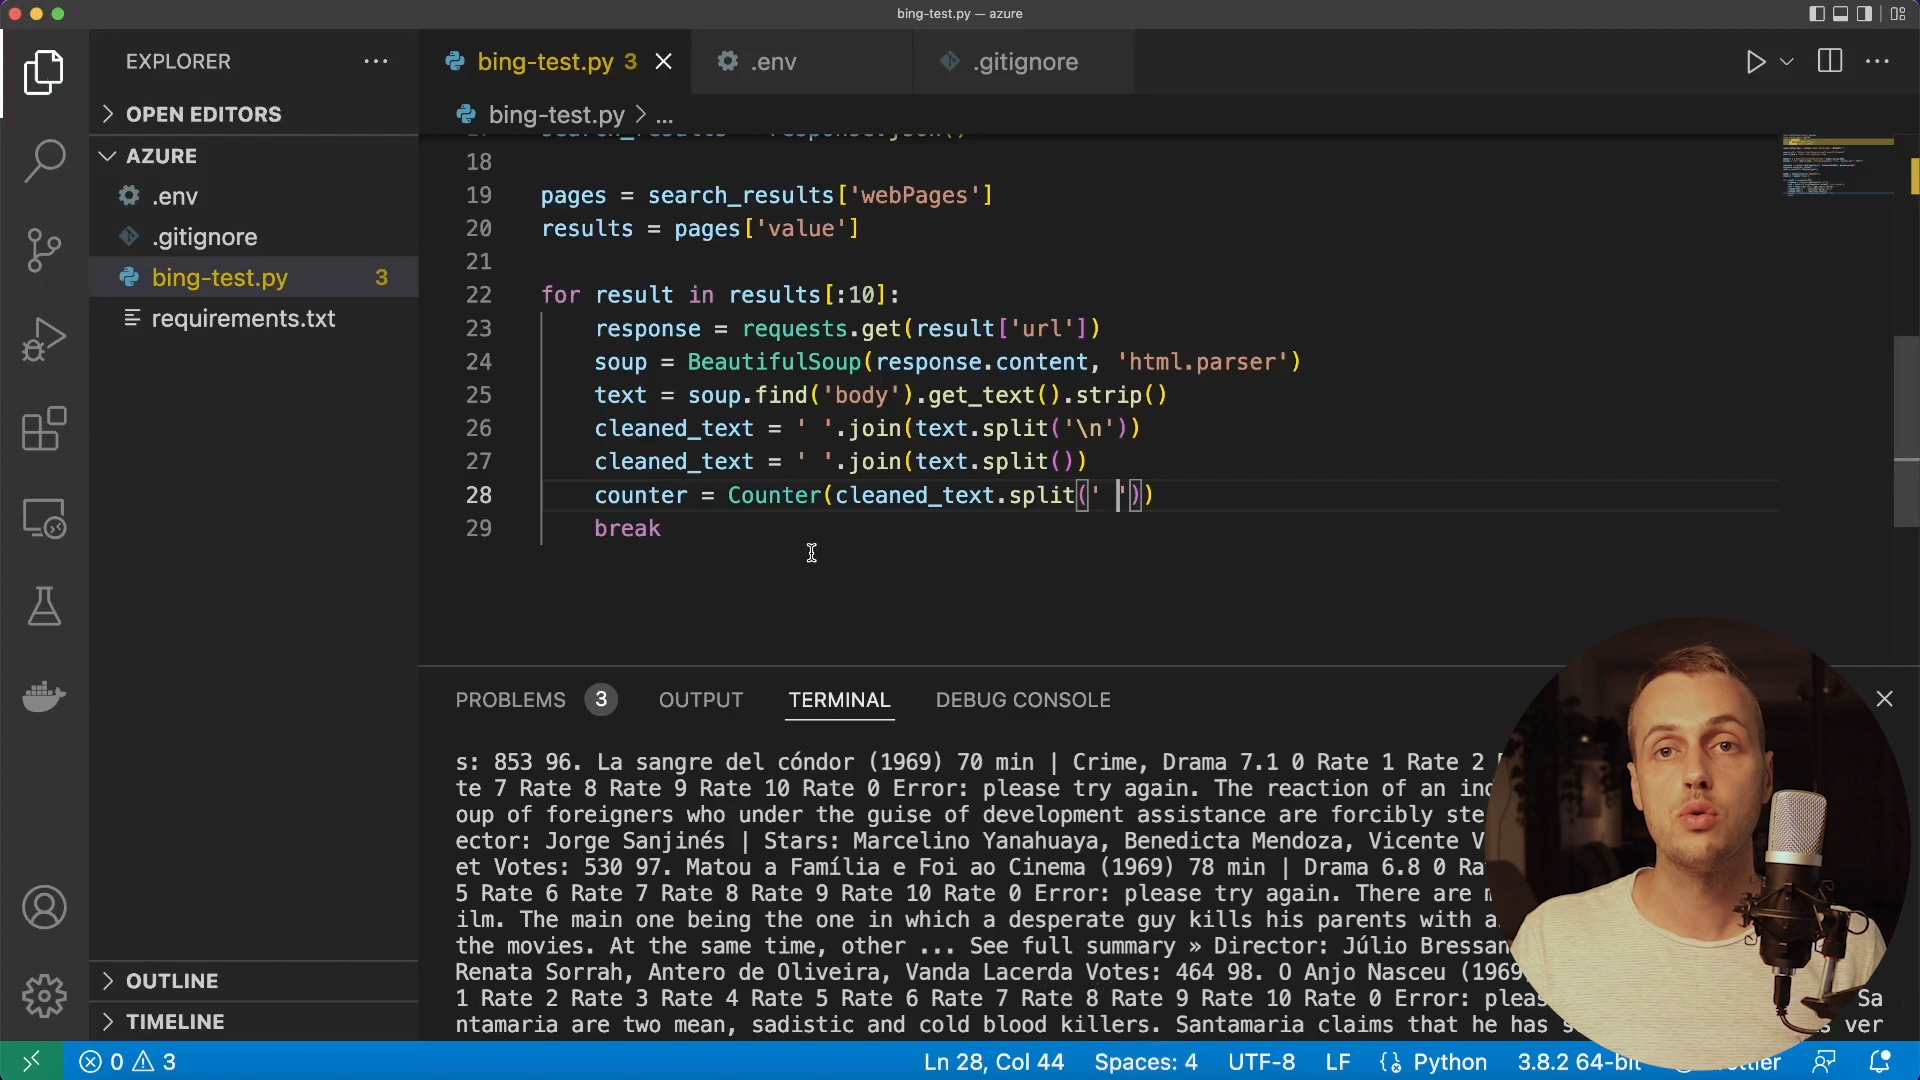 bing-test.py — azure
EXPLORER
bing-test.py 3
.env
.gitignore
OPEN EDITORS
bing-test.py > ...
AZURE
.env
.gitignore
bing-test.py 3
requirements.txt
18
19 pages = search_results['webPages']
20 results = pages['value']
21
22 for result in results[:10]:
23 response = requests.get(result['url'])
24 soup = BeautifulSoup(response.content, 'html.parser')
25 text = soup.find('body').get_text().strip()
26 cleaned_text = ' '.join(text.split('\n'))
27 cleaned_text = ' '.join(text.split())
28 counter = Counter(cleaned_text.split(' '))
29 break
PROBLEMS 3 OUTPUT TERMINAL DEBUG CONSOLE
s: 853 96. La sangre del cóndor (1969) 70 min | Crime, Drama 7.1 0 Rate 1 Rate 2
te 7 Rate 8 Rate 9 Rate 10 Rate 0 Error: please try again. The reaction of an
oup of foreigners who under the guise of development assistance are forcibly
ector: Jorge Sanjinés | Stars: Marcelino Yanahuaya, Benedicta Mendoza, Vicente
et Votes: 530 97. Matou a Família e Foi ao Cinema (1969) 78 min | Drama 6.8 0
5 Rate 6 Rate 7 Rate 8 Rate 9 Rate 10 Rate 0 Error: please try again. There are
ilm. The main one being the one in which a desperate guy kills his parents with
the movies. At the same time, other ... See full summary » Director: Júlio
Renata Sorrah, Antero de Oliveira, Vanda Lacerda Votes: 464 98. O Anjo Nasceu (1969
1 Rate 2 Rate 3 Rate 4 Rate 5 Rate 6 Rate 7 Rate 8 Rate 9 Rate 10 Rate 0 Error: Sa
ntamaria are two mean, sadistic and cold blood killers. Santamaria claims that he has ver
OUTLINE
TIMELINE
0 3
Ln 28, Col 44 Spaces: 4 UTF-8 LF Python 3.8.2 64-bit